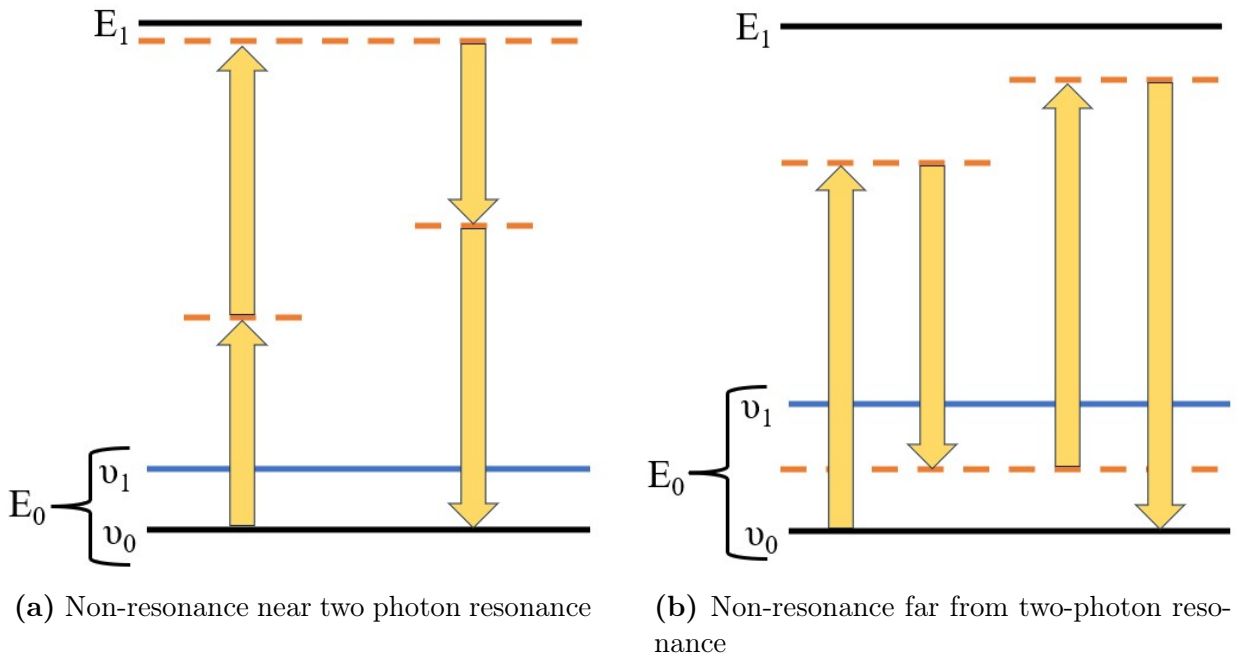 E₁
υ₁
E₀
υ₀
(a) Non-resonance near two photon resonance
E₁
υ₁
E₀
υ₀
(b) Non-resonance far from two-photon reso-
nance